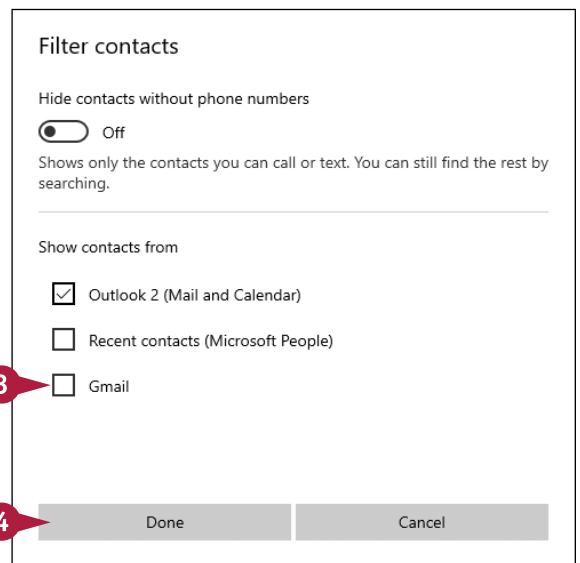 Filter contacts
Hide contacts without phone numbers
Off
Shows only the contacts you can call or text. You can still find the rest by
searching.
Show contacts from
Outlook 2 (Mail and Calendar)
Recent contacts (Microsoft People)
3 Gmail
4 Done Cancel